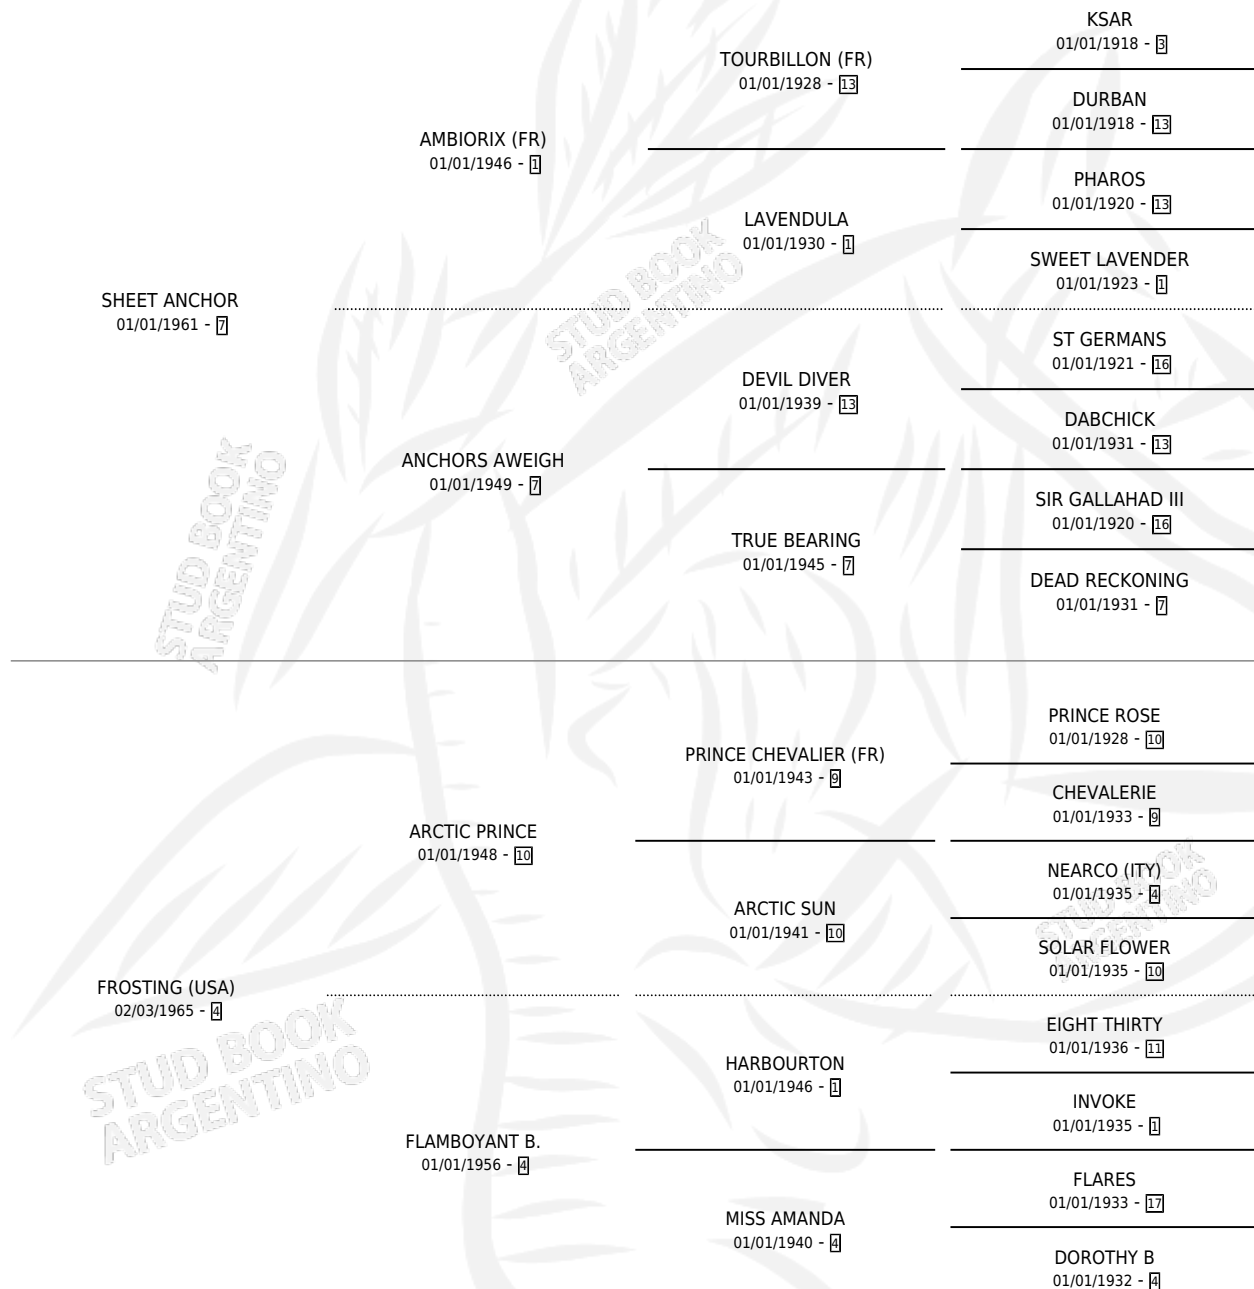 KSAR
01/01/1918 - 3
TOURBILLON (FR)
01/01/1928 - 13
DURBAN
01/01/1918 - 13
AMBIORIX (FR)
01/01/1946 - 1
PHAROS
01/01/1920 - 13
LAVENDULA
01/01/1930 - 1
SWEET LAVENDER
01/01/1923 - 1
SHEET ANCHOR
01/01/1961 - 7
STUD BOOK
ARGENTINO
ST GERMANS
01/01/1921 - 16
DEVIL DIVER
01/01/1939 - 13
DABCHICK
01/01/1931 - 13
ANCHORS AWEIGH
01/01/1949 - 7
SIR GALLAHAD III
01/01/1920 - 16
TRUE BEARING
01/01/1945 - 7
DEAD RECKONING
01/01/1931 - 7
STUD BOOK
ARGENTINO
PRINCE ROSE
01/01/1928 - 10
PRINCE CHEVALIER (FR)
01/01/1943 - 9
CHEVALERIE
01/01/1933 - 9
ARCTIC PRINCE
01/01/1948 - 10
NEARCO (ITY)
01/01/1935 - 4
STUD BOOK
ARGENTINO
ARCTIC SUN
01/01/1941 - 10
SOLAR FLOWER
01/01/1935 - 10
FROSTING (USA)
02/03/1965 - 4
STUD BOOK
ARGENTINO
EIGHT THIRTY
01/01/1936 - 11
HARBOURTON
01/01/1946 - 1
INVOKE
01/01/1935 - 1
FLAMBOYANT B.
01/01/1956 - 4
FLARES
01/01/1933 - 17
MISS AMANDA
01/01/1940 - 4
DOROTHY B
01/01/1932 - 4